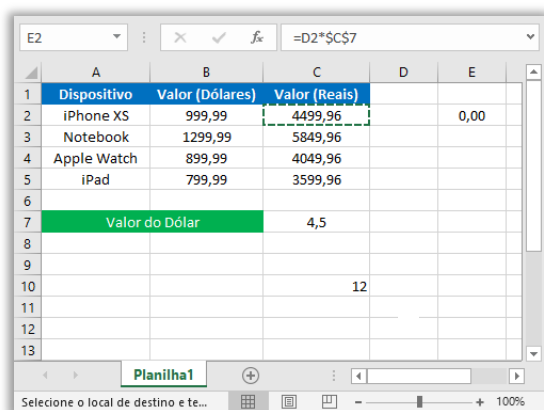 E2 fx =D2*$C$7
A B C D E
1 Dispositivo Valor (Dólares) Valor (Reais)
2 iPhone XS 999,99 4499,96 0,00
3 Notebook 1299,99 5849,96
4 Apple Watch 899,99 4049,96
5 iPad 799,99 3599,96
6
7 Valor do Dólar 4,5
8
9
10 12
11
12
13
Planilha1
Selecione o local de destino e te... 100%